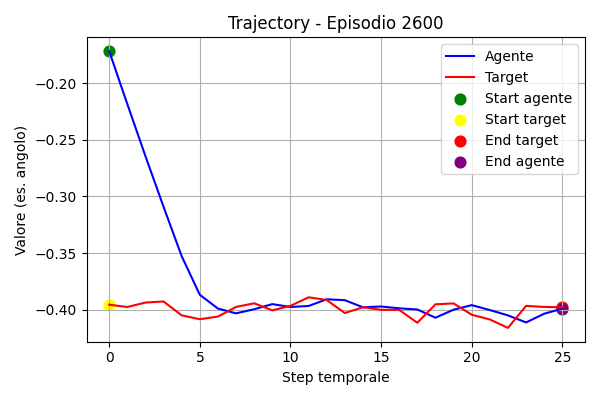 Trajectory - Episodio 2600
Agente
Target
Start agente
Start target
End target
End agente
Valore (es. angolo)
−0.20
−0.25
−0.30
−0.35
−0.40
0
5
10
15
20
25
Step temporale